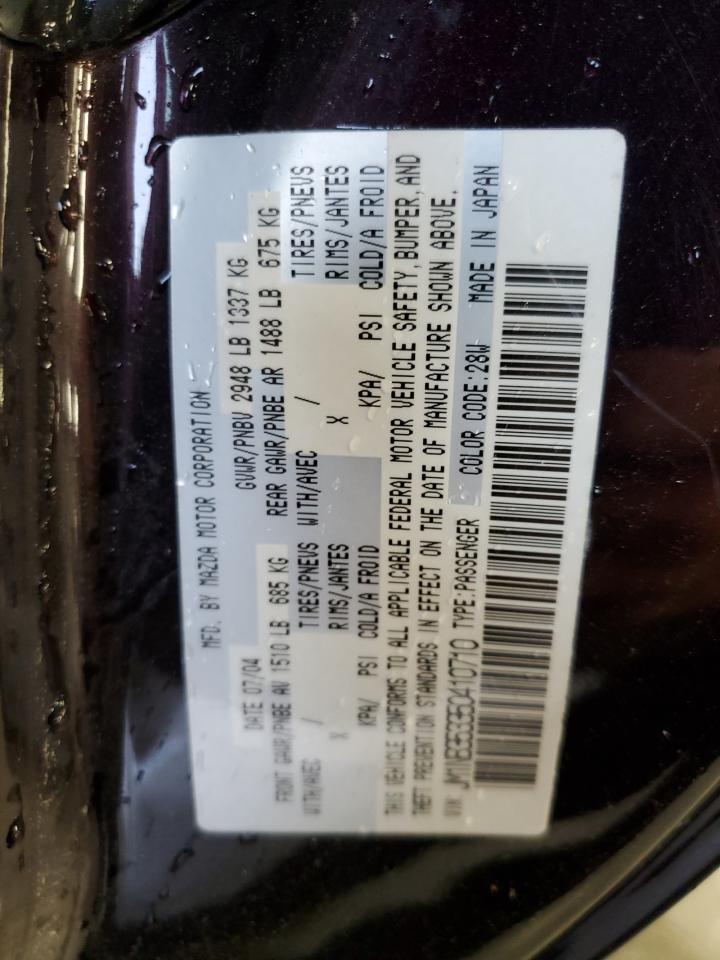 MFD. BY MAZDA MOTOR CORPORATION
DATE 07/04 GVWR/PNBV 2948 LB 1337 KG
FRONT GAWR/PNBE AV 1510 LB 685 KG REAR GAWR/PNBE AR 1488 LB 675 KG
WITH/AVEC / TIRES/PNEUS WITH/AVEC / TIRES/PNEUS
X RIMS/JANTES X RIMS/JANTES
KPA/ PSI COLD/A FROID KPA/ PSI COLD/A FROID
THIS VEHICLE CONFORMS TO ALL APPLICABLE FEDERAL MOTOR VEHICLE SAFETY, BUMPER, AND
THEFT PREVENTION STANDARDS IN EFFECT ON THE DATE OF MANUFACTURE SHOWN ABOVE.
VIN: TYPE:PASSENGER COLOR CODE:28W MADE IN JAPAN